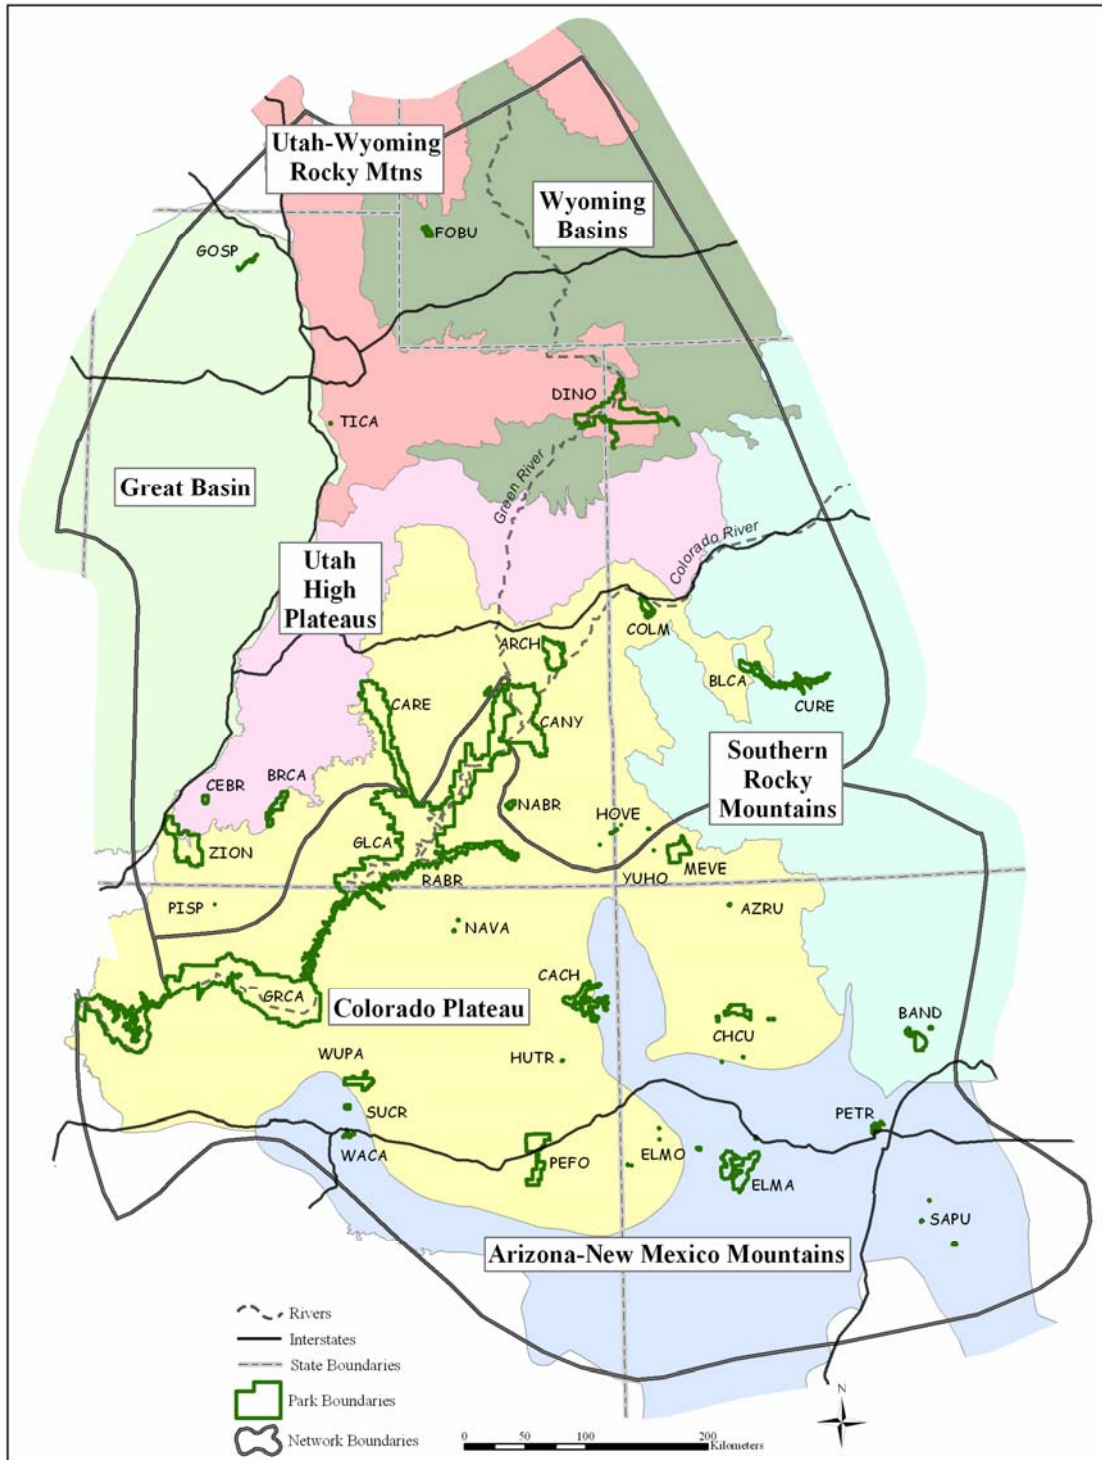 Utah-Wyoming
Rocky Mtns
Wyoming
Basins
FOBU
GOSP
DINO
TICA
Great Basin
Green River
Colorado River
Utah
High
Plateaus
COLM
ARCH
BLCA
CARE
CANY
CURE
Southern
Rocky
Mountains
CEBR
BRCA
NABR
HOVE
ZION
GLCA
MEVE
RABR
YUHO
PISP
AZRU
NAVA
CACH
GRCA
Colorado Plateau
CHCU
BAND
WUPA
HUTR
SUCR
PETR
WACA
PEFO
ELMO
ELMA
SAPU
Arizona-New Mexico Mountains
Rivers
Interstates
State Boundaries
Park Boundaries
Network Boundaries
N
0 50 100 200
Kilometers